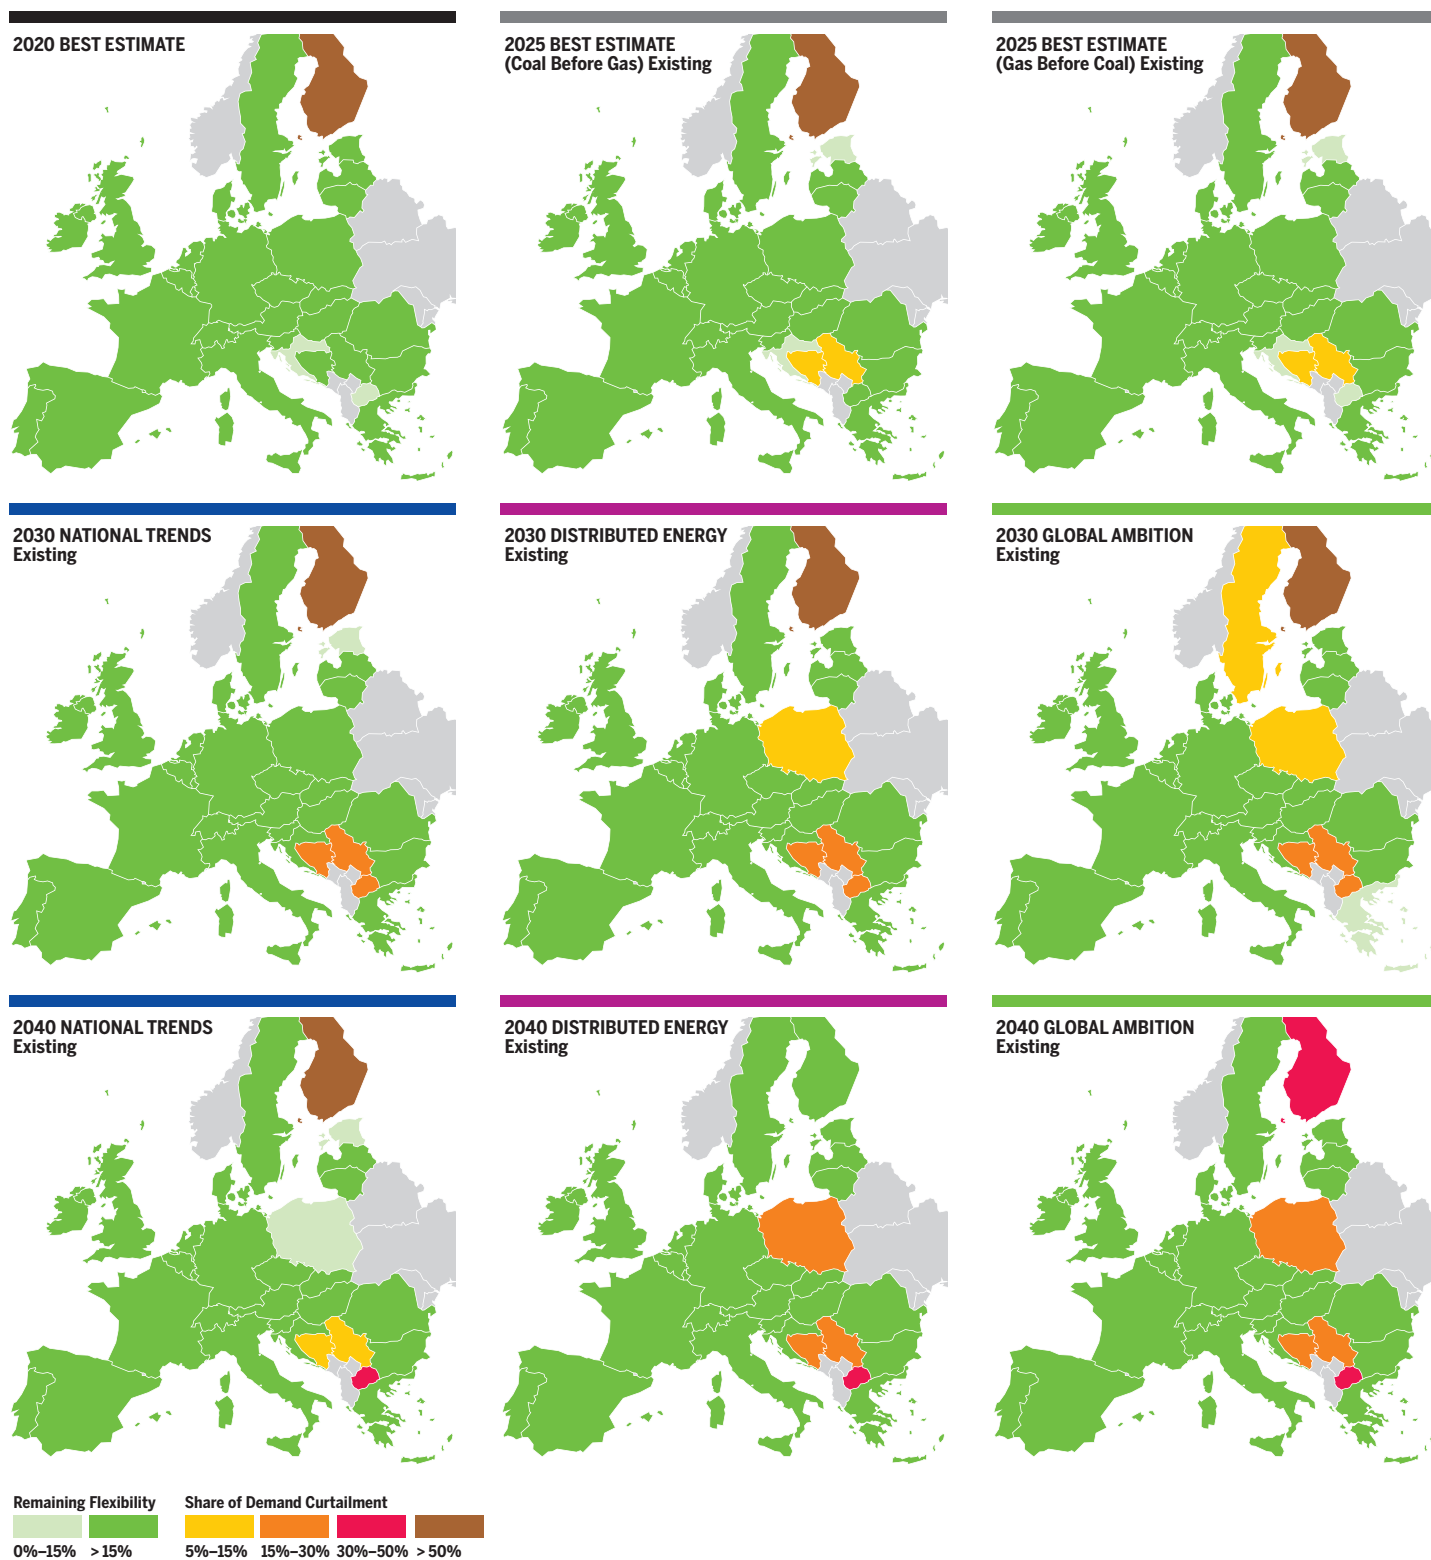 2020 BEST ESTIMATE
2025 BEST ESTIMATE
(Coal Before Gas) Existing
2025 BEST ESTIMATE
(Gas Before Coal) Existing
2030 NATIONAL TRENDS
Existing
2030 DISTRIBUTED ENERGY
Existing
2030 GLOBAL AMBITION
Existing
2040 NATIONAL TRENDS
Existing
2040 DISTRIBUTED ENERGY
Existing
2040 GLOBAL AMBITION
Existing
Remaining Flexibility
0%–15% > 15%
Share of Demand Curtailment
5%–15% 15%–30% 30%–50% > 50%